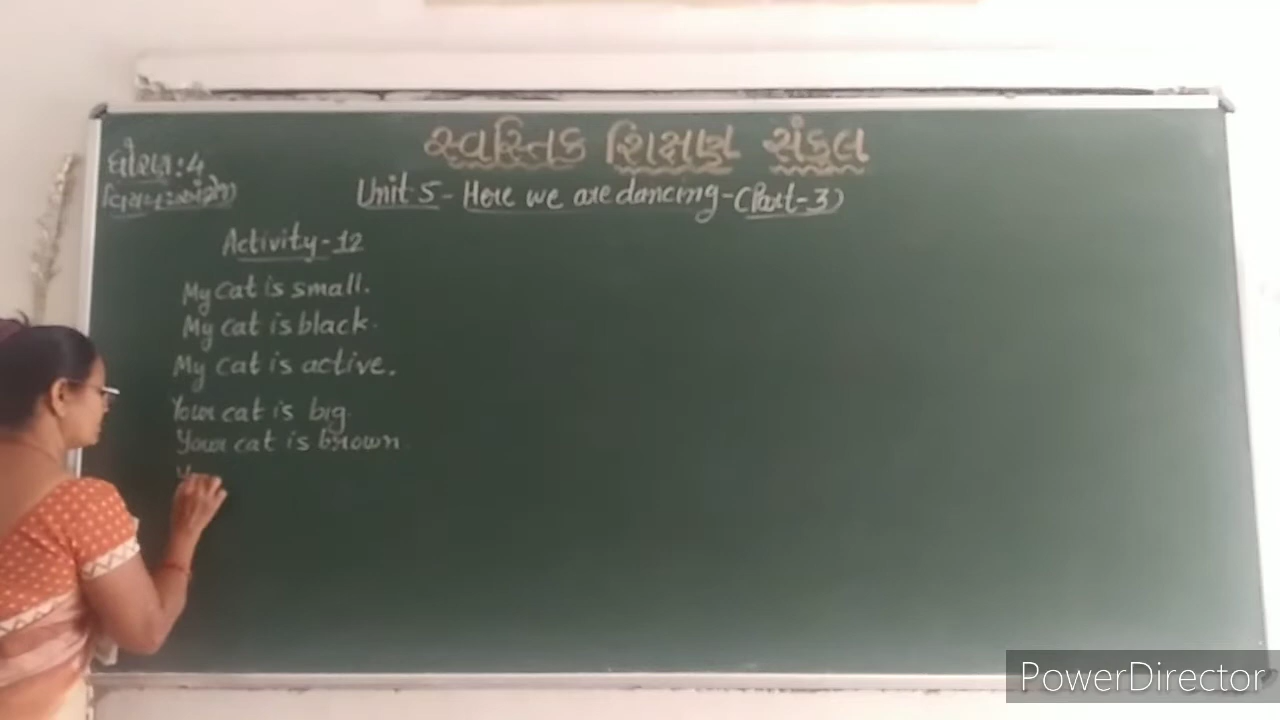 સ્વસ્તિક શિક્ષણ સંકુલ
ધોરણ:4
વિષય:અંગ્રેજી
Unit 5 - Here we are dancing - (Part-3)
Activity-12
My cat is small.
My cat is black.
My cat is active.
Your cat is big.
Your cat is brown.
PowerDirector